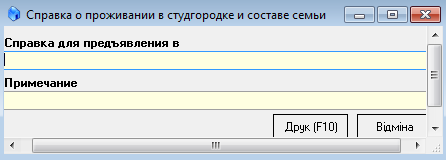 Справка о проживании в студгородке и составе семьи
Справка для предъявления в
Примечание
Друк (F10) Відміна